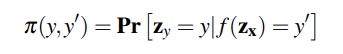 π(y,y′) = Pr [z_y = y|f(z_x) = y′]